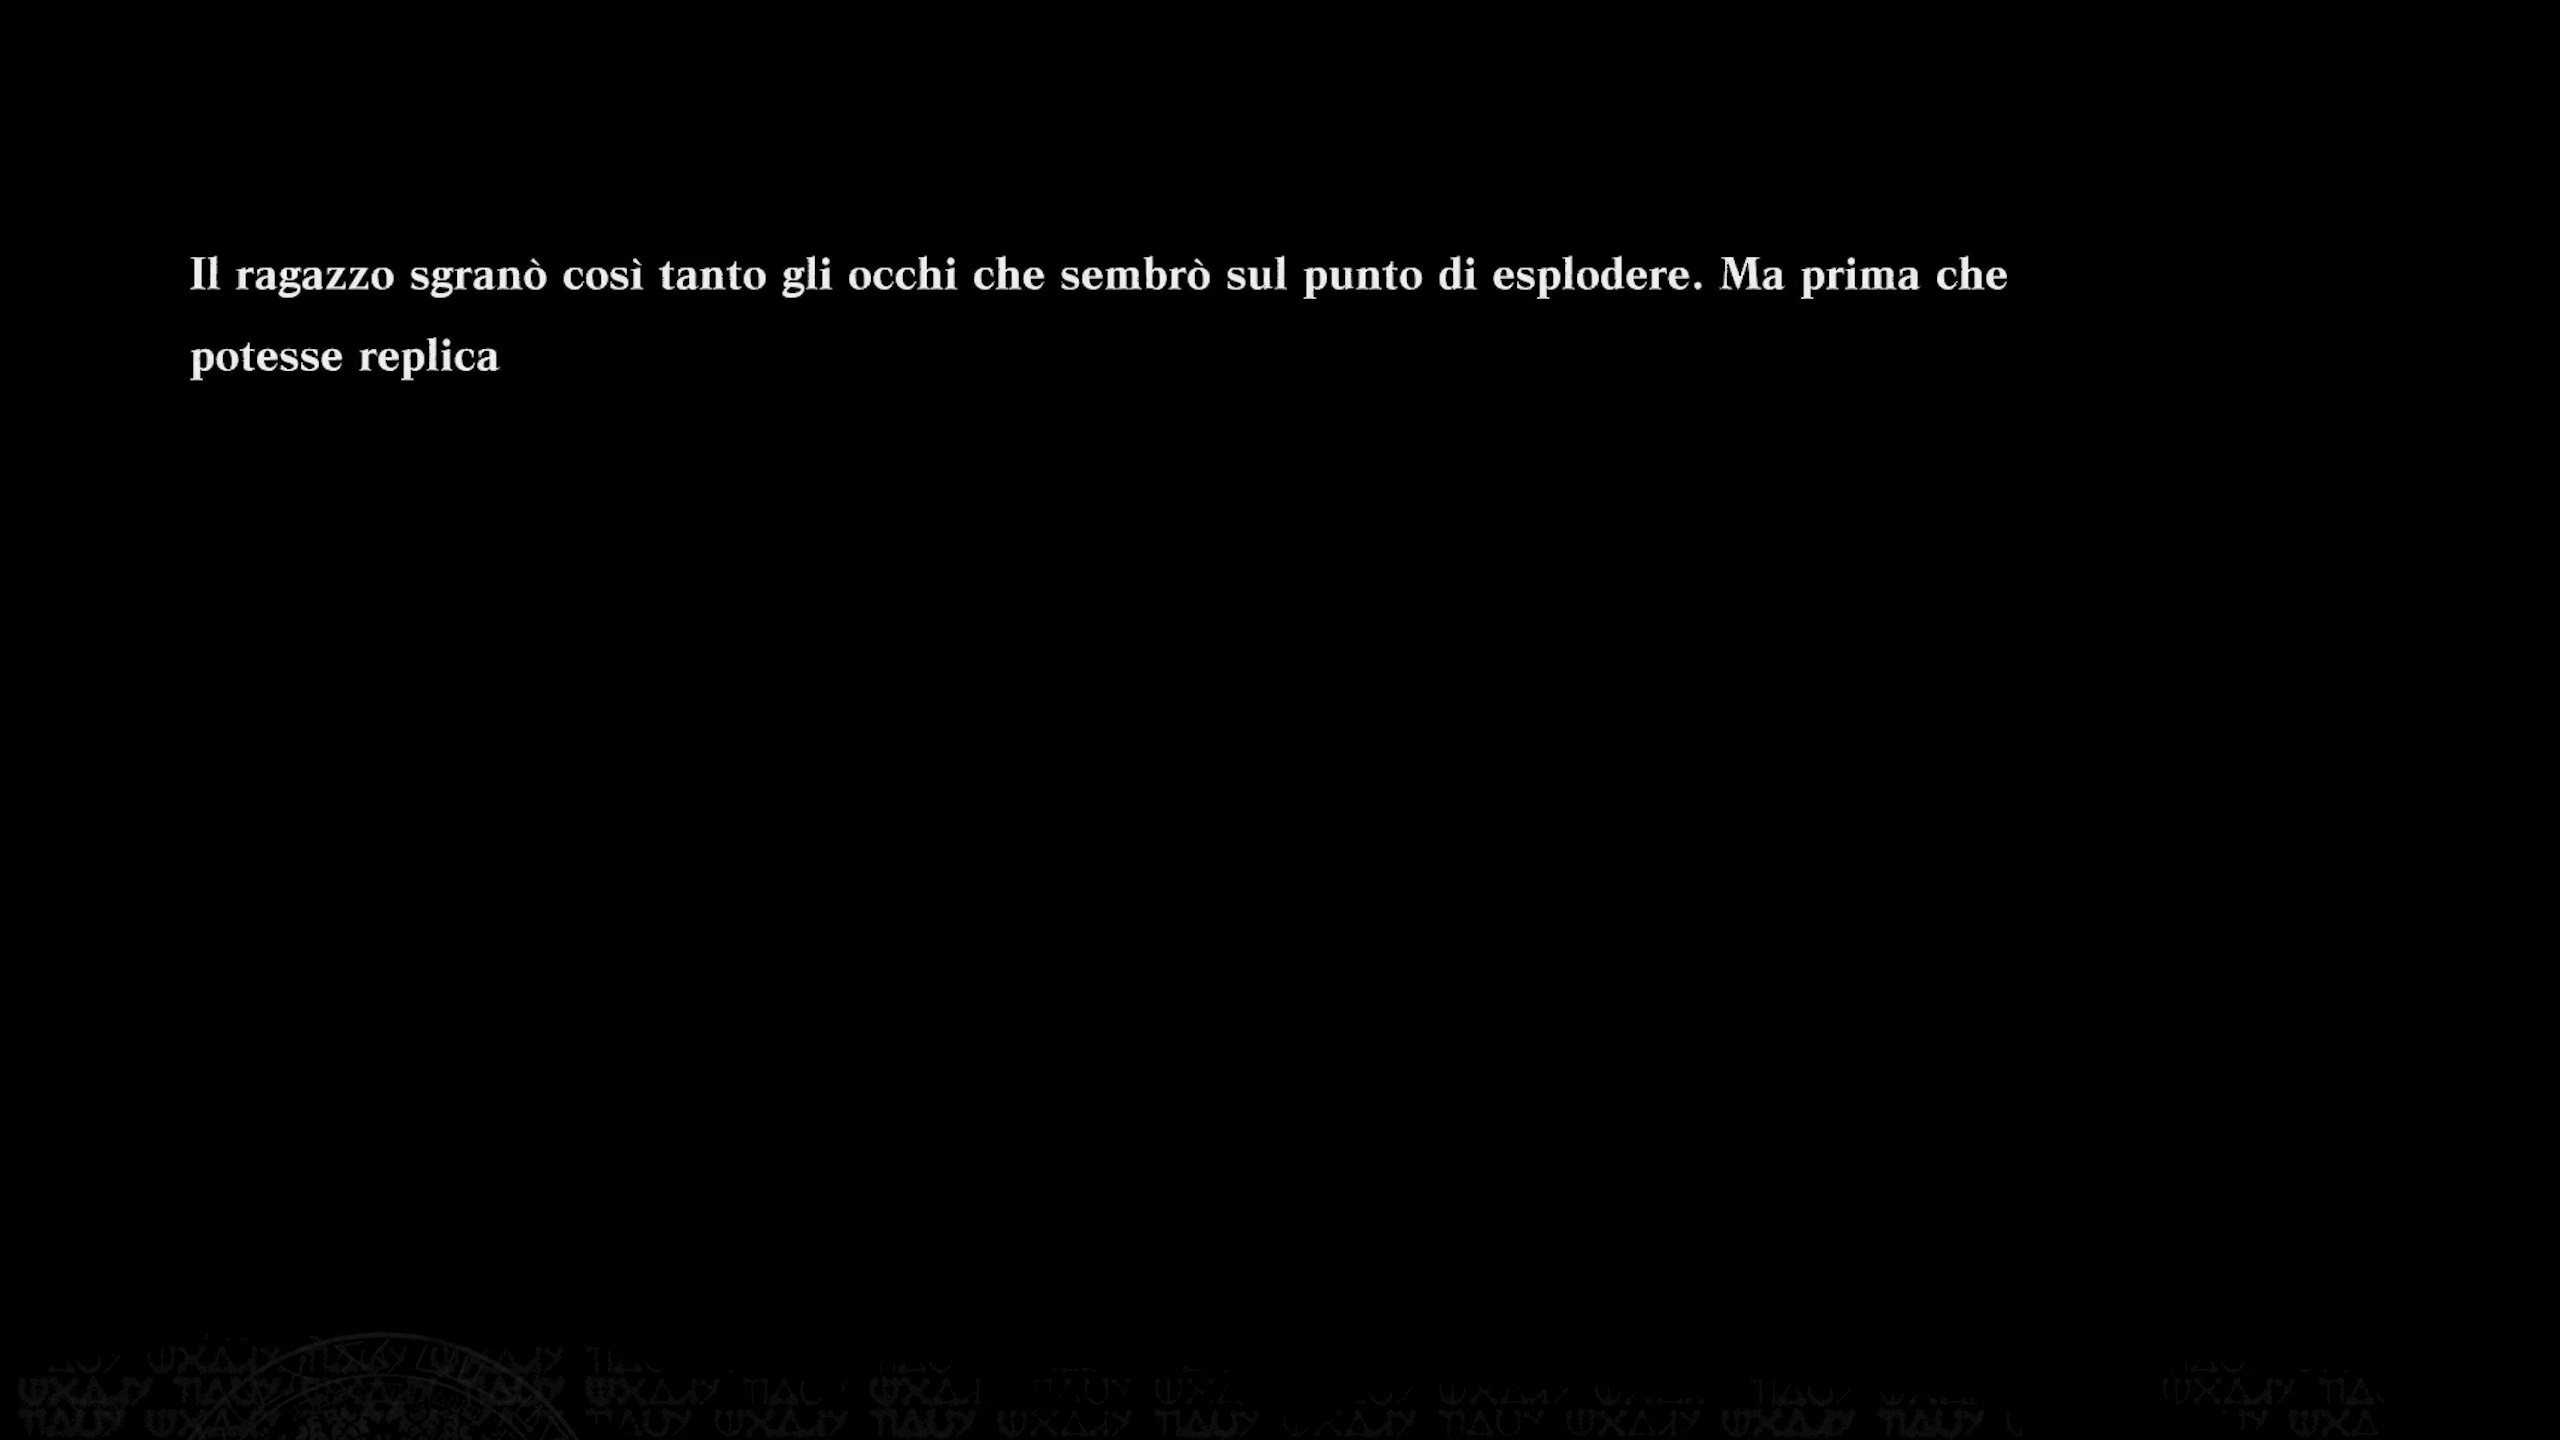 Il ragazzo sgranò così tanto gli occhi che sembrò sul punto di esplodere. Ma prima che
potesse replica